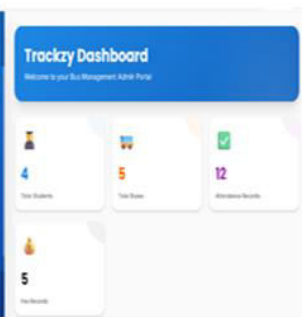 Trackzy Dashboard
Welcome to your Bus Management Admin Portal
4
Total Students
5
Total Buses
12
Attendance Records
5
Fee Records